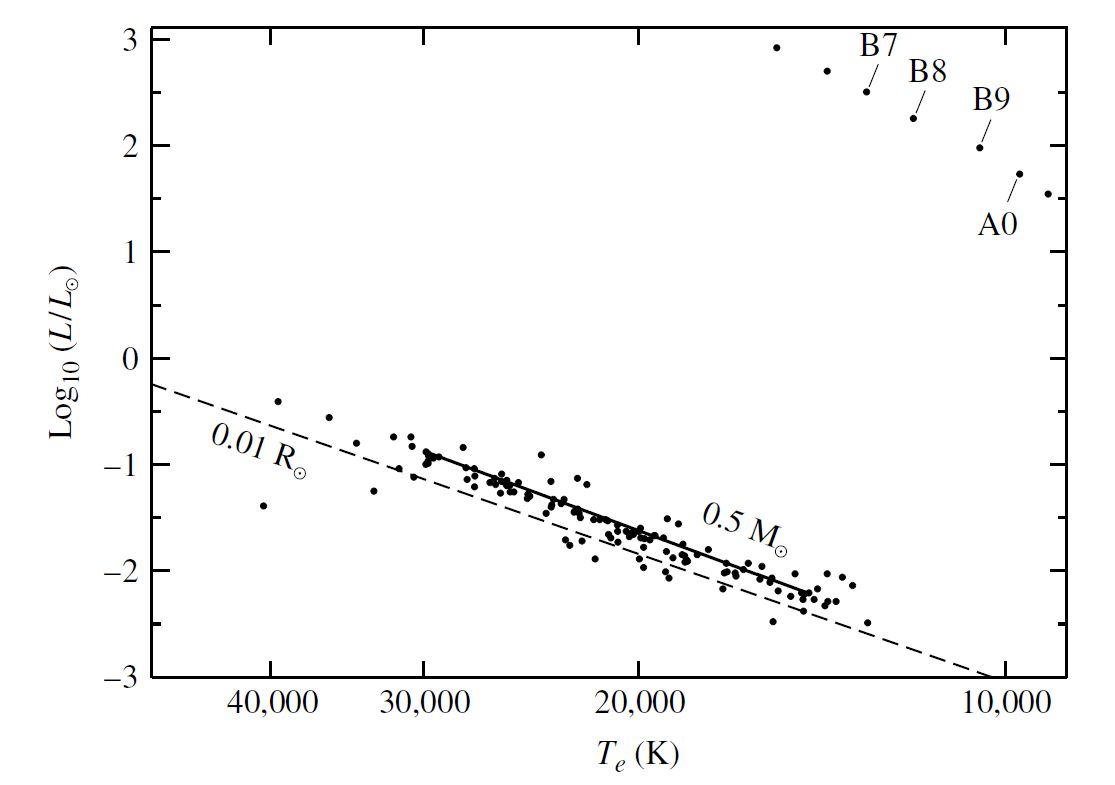 3
2
1
0
−1
−2
−3
Log₁₀ (L/L☉)
B7
B8
B9
A0
0.01 R☉
0.5 M☉
40,000
30,000
20,000
10,000
Tₑ (K)